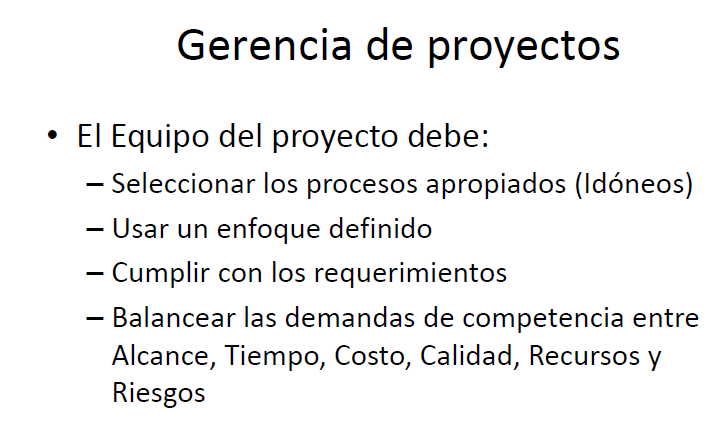 Gerencia de proyectos
• El Equipo del proyecto debe:
– Seleccionar los procesos apropiados (Idóneos)
– Usar un enfoque definido
– Cumplir con los requerimientos
– Balancear las demandas de competencia entre
Alcance, Tiempo, Costo, Calidad, Recursos y
Riesgos